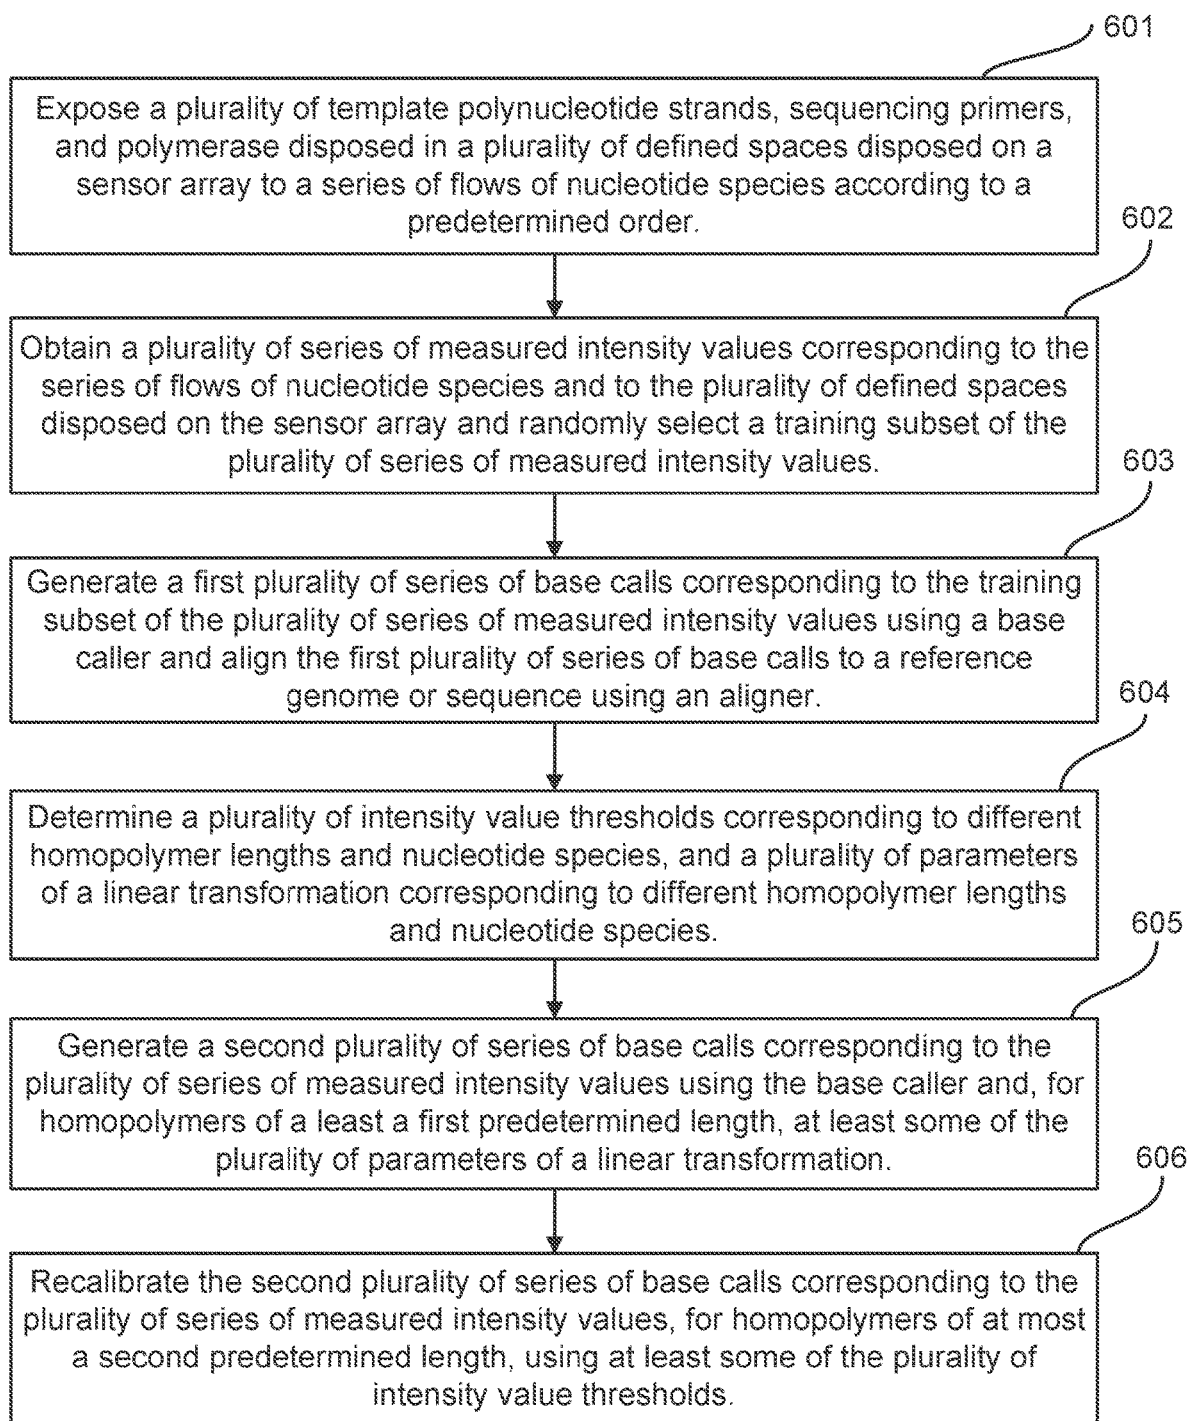 601
Expose a plurality of template polynucleotide strands, sequencing primers,
and polymerase disposed in a plurality of defined spaces disposed on a
sensor array to a series of flows of nucleotide species according to a
predetermined order.
602
Obtain a plurality of series of measured intensity values corresponding to the
series of flows of nucleotide species and to the plurality of defined spaces
disposed on the sensor array and randomly select a training subset of the
plurality of series of measured intensity values.
603
Generate a first plurality of series of base calls corresponding to the training
subset of the plurality of series of measured intensity values using a base
caller and align the first plurality of series of base calls to a reference
genome or sequence using an aligner.
604
Determine a plurality of intensity value thresholds corresponding to different
homopolymer lengths and nucleotide species, and a plurality of parameters
of a linear transformation corresponding to different homopolymer lengths
and nucleotide species.
605
Generate a second plurality of series of base calls corresponding to the
plurality of series of measured intensity values using the base caller and, for
homopolymers of a least a first predetermined length, at least some of the
plurality of parameters of a linear transformation.
606
Recalibrate the second plurality of series of base calls corresponding to the
plurality of series of measured intensity values, for homopolymers of at most
a second predetermined length, using at least some of the plurality of
intensity value thresholds.